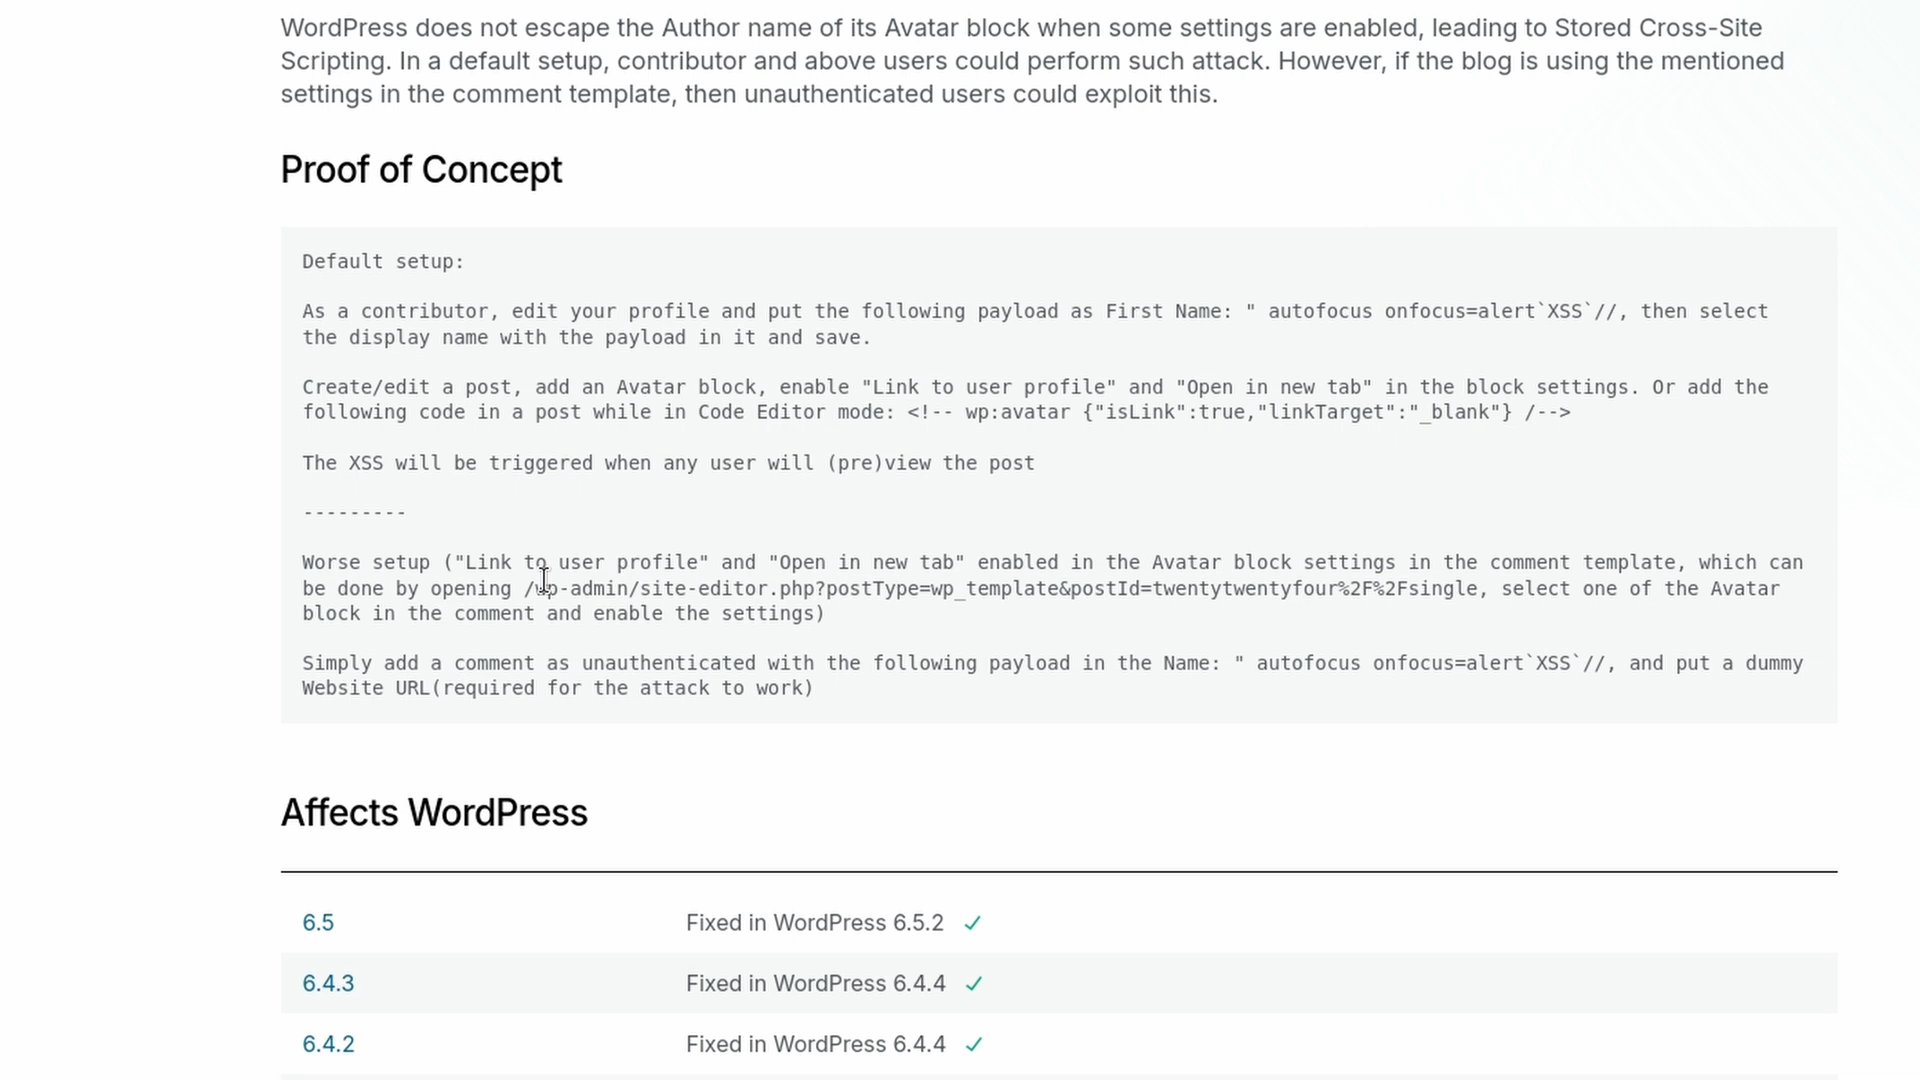 WordPress does not escape the Author name of its Avatar block when some settings are enabled, leading to Stored Cross-Site
Scripting. In a default setup, contributor and above users could perform such attack. However, if the blog is using the mentioned
settings in the comment template, then unauthenticated users could exploit this.
Proof of Concept
Default setup:
As a contributor, edit your profile and put the following payload as First Name: " autofocus onfocus=alert`XSS`//, then select
the display name with the payload in it and save.
Create/edit a post, add an Avatar block, enable "Link to user profile" and "Open in new tab" in the block settings. Or add the
following code in a post while in Code Editor mode: <!-- wp:avatar {"isLink":true,"linkTarget":"_blank"} /-->
The XSS will be triggered when any user will (pre)view the post
---------
Worse setup ("Link to user profile" and "Open in new tab" enabled in the Avatar block settings in the comment template, which can
be done by opening /wp-admin/site-editor.php?postType=wp_template&postId=twentytwentyfour%2F%2Fsingle, select one of the Avatar
block in the comment and enable the settings)
Simply add a comment as unauthenticated with the following payload in the Name: " autofocus onfocus=alert`XSS`//, and put a dummy
Website URL(required for the attack to work)
Affects WordPress
6.5 Fixed in WordPress 6.5.2
6.4.3 Fixed in WordPress 6.4.4
6.4.2 Fixed in WordPress 6.4.4